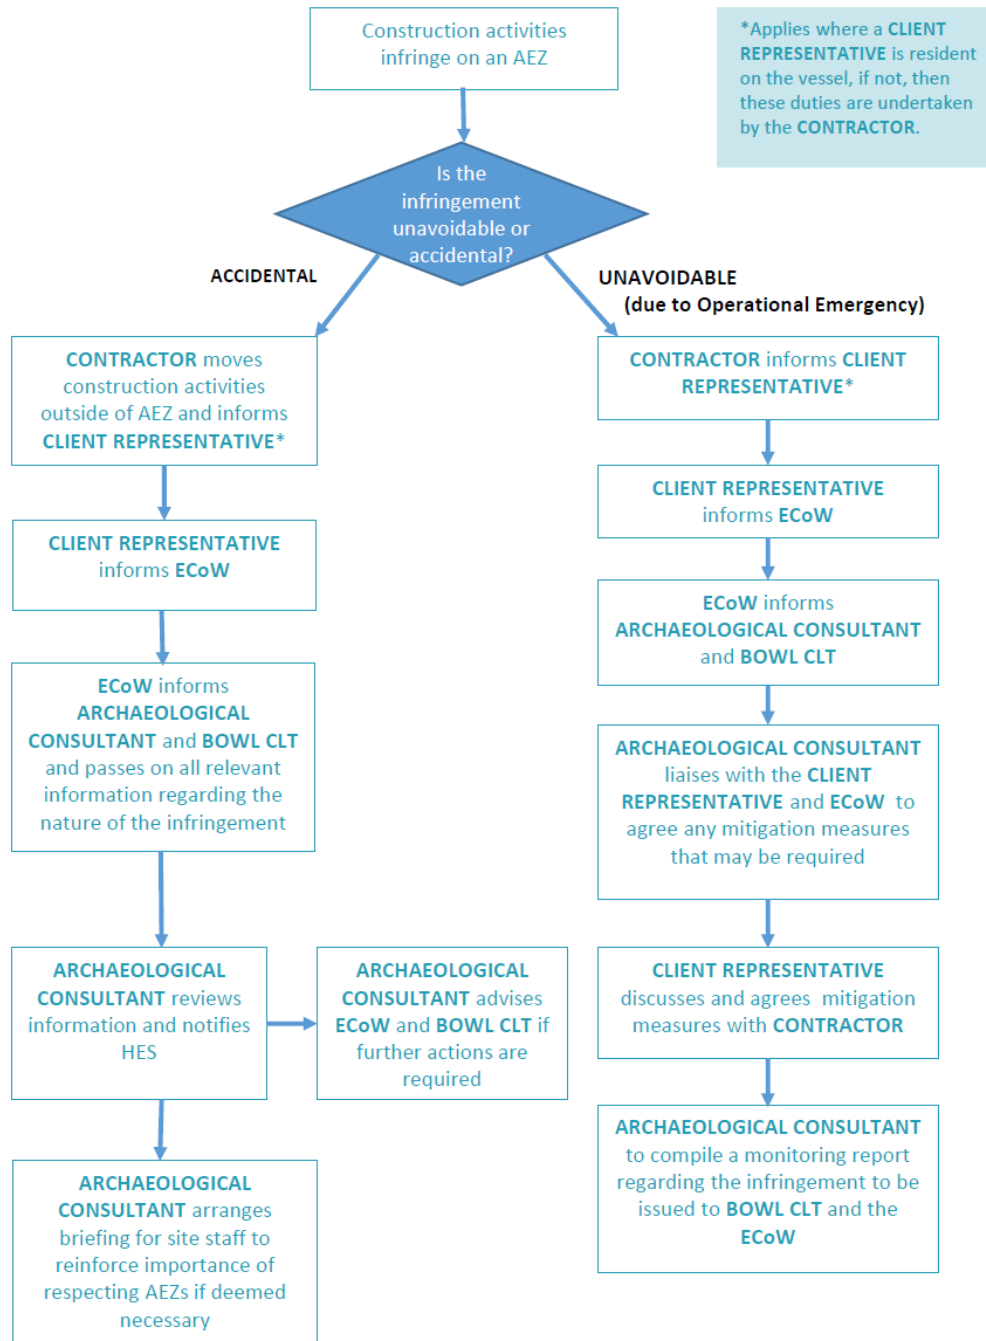 Construction activities
infringe on an AEZ
*Applies where a CLIENT
REPRESENTATIVE is resident
on the vessel, if not, then
these duties are undertaken
by the CONTRACTOR.
Is the
infringement
unavoidable or
accidental?
ACCIDENTAL
UNAVOIDABLE
(due to Operational Emergency)
CONTRACTOR moves
construction activities
outside of AEZ and informs
CLIENT REPRESENTATIVE*
CLIENT REPRESENTATIVE
informs ECoW
ECoW informs
ARCHAEOLOGICAL
CONSULTANT and BOWL CLT
and passes on all relevant
information regarding the
nature of the infringement
ARCHAEOLOGICAL
CONSULTANT reviews
information and notifies
HES
ARCHAEOLOGICAL
CONSULTANT advises
ECoW and BOWL CLT if
further actions are
required
ARCHAEOLOGICAL
CONSULTANT arranges
briefing for site staff to
reinforce importance of
respecting AEZs if deemed
necessary
CONTRACTOR informs CLIENT
REPRESENTATIVE*
CLIENT REPRESENTATIVE
informs ECoW
ECoW informs
ARCHAEOLOGICAL CONSULTANT
and BOWL CLT
ARCHAEOLOGICAL CONSULTANT
liaises with the CLIENT
REPRESENTATIVE and ECoW to
agree any mitigation measures
that may be required
CLIENT REPRESENTATIVE
discusses and agrees mitigation
measures with CONTRACTOR
ARCHAEOLOGICAL CONSULTANT
to compile a monitoring report
regarding the infringement to be
issued to BOWL CLT and the
ECoW